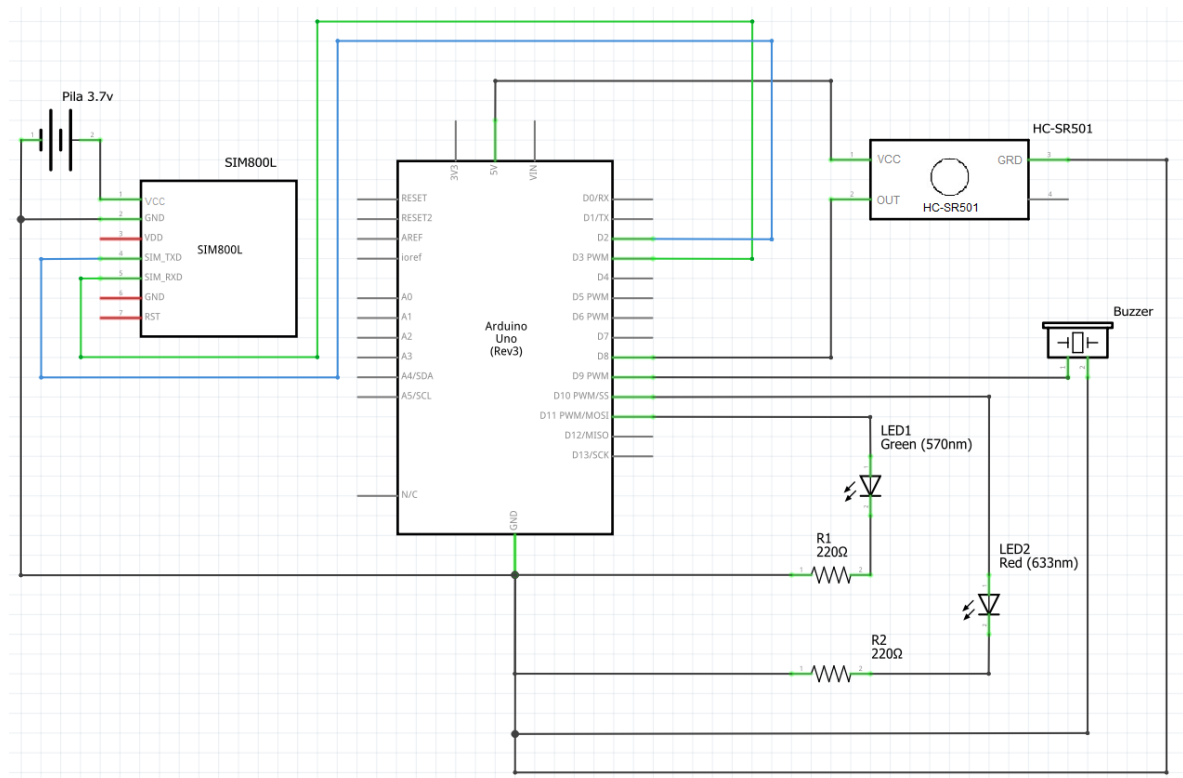 Pila 3.7v
1
2
SIM800L
1
VCC
2
GND
3
VDD
4
SIM_TXD
5
SIM_RXD
6
GND
7
RST
SIM800L
3V3
5V
VIN
RESET
RESET2
AREF
ioref
A0
A1
A2
A3
A4/SDA
A5/SCL
N/C
Arduino
Uno
(Rev3)
D0/RX
D1/TX
D2
D3 PWM
D4
D5 PWM
D6 PWM
D7
D8
D9 PWM
D10 PWM/SS
D11 PWM/MOSI
D12/MISO
D13/SCK
GND
HC-SR501
1
VCC
GRD
3
2
OUT
4
HC-SR501
Buzzer
1
2
LED1
Green (570nm)
1
2
R1
220Ω
1
2
LED2
Red (633nm)
1
2
R2
220Ω
1
2